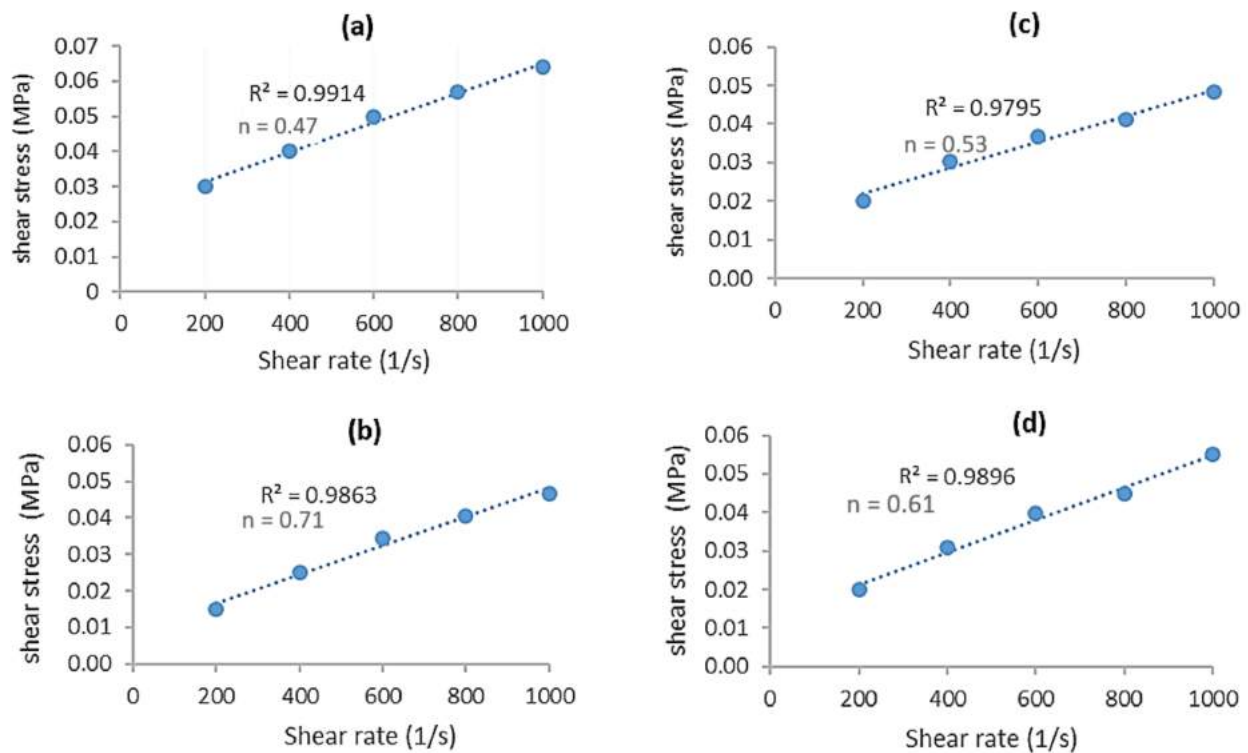 (a)
shear stress (MPa)
0.07
0.06
0.05
0.04
0.03
0.02
0.01
0
R² = 0.9914
n = 0.47
0 200 400 600 800 1000
Shear rate (1/s)
(c)
shear stress (MPa)
0.06
0.05
0.04
0.03
0.02
0.01
0.00
R² = 0.9795
n = 0.53
0 200 400 600 800 1000
Shear rate (1/s)
(b)
shear stress (MPa)
0.06
0.05
0.04
0.03
0.02
0.01
0.00
R² = 0.9863
n = 0.71
0 200 400 600 800 1000
Shear rate (1/s)
(d)
shear stress (MPa)
0.06
0.05
0.04
0.03
0.02
0.01
0.00
R² = 0.9896
n = 0.61
0 200 400 600 800 1000
Shear rate (1/s)